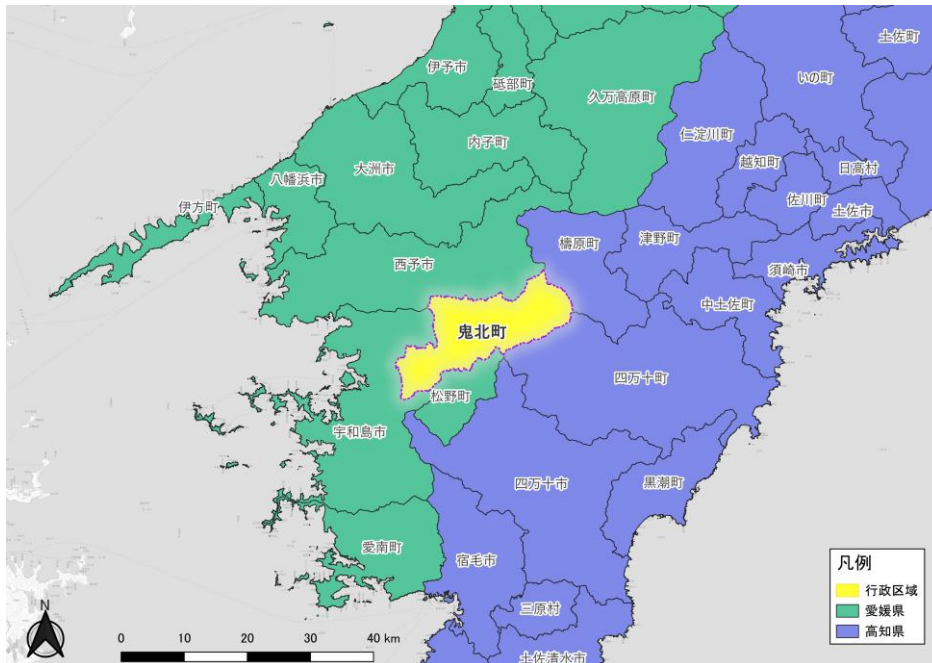 土佐町
伊予市
砥部町
久万高原町
いの町
仁淀川町
内子町
大洲市
越知町
日高村
八幡浜市
佐川町
伊方町
土佐市
津野町
檮原町
西予市
須崎市
中土佐町
鬼北町
四万十町
松野町
宇和島市
四万十市
黒潮町
愛南町
宿毛市
三原村
土佐清水市
凡例
行政区域
愛媛県
高知県
N
0 10 20 30 40 km